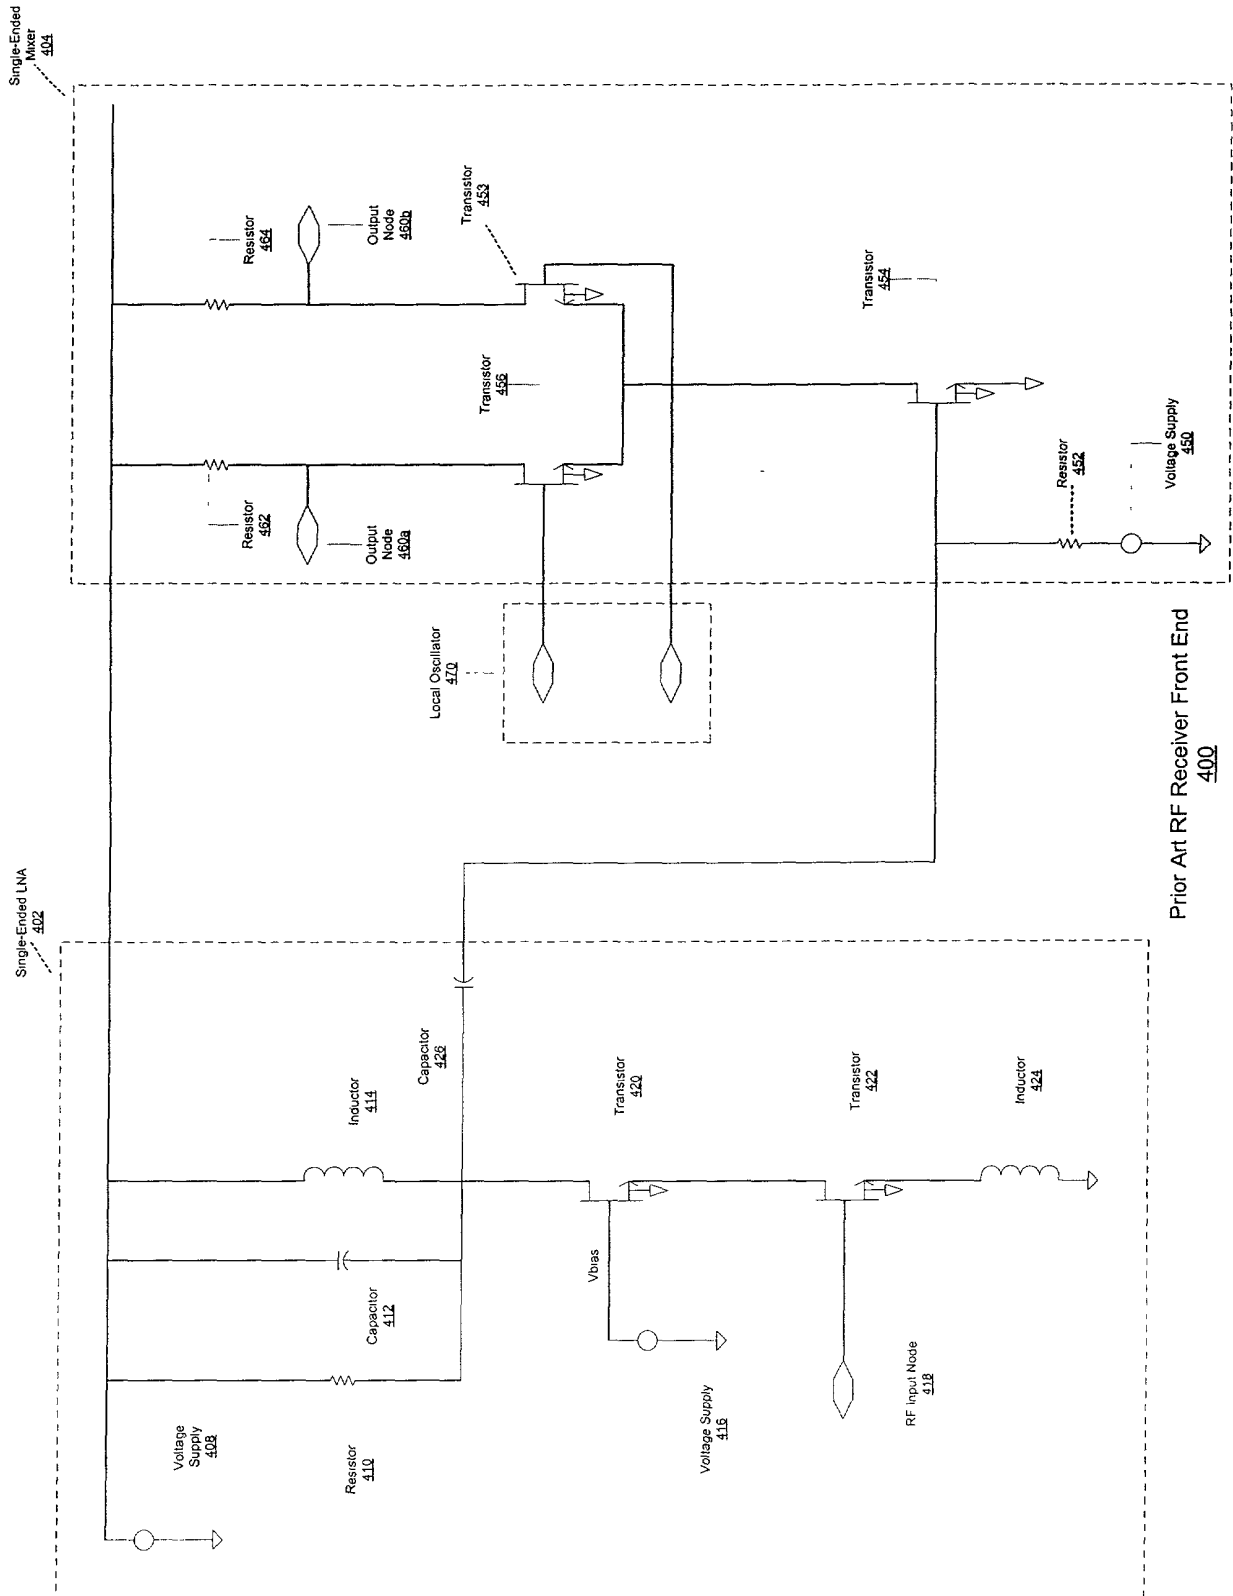 Single-Ended
Mixer
404
Resistor
464
Output
Node
460b
Transistor
453
Transistor
454
Transistor
456
Resistor
462
Output
Node
460a
Resistor
452
Voltage Supply
450
Local Oscillator
470
Single-Ended LNA
402
Capacitor
426
Inductor
414
Transistor
420
Transistor
422
Inductor
424
Vbias
Capacitor
412
Voltage
Supply
408
Resistor
410
Voltage Supply
416
RF Input Node
418
Prior Art RF Receiver Front End
400